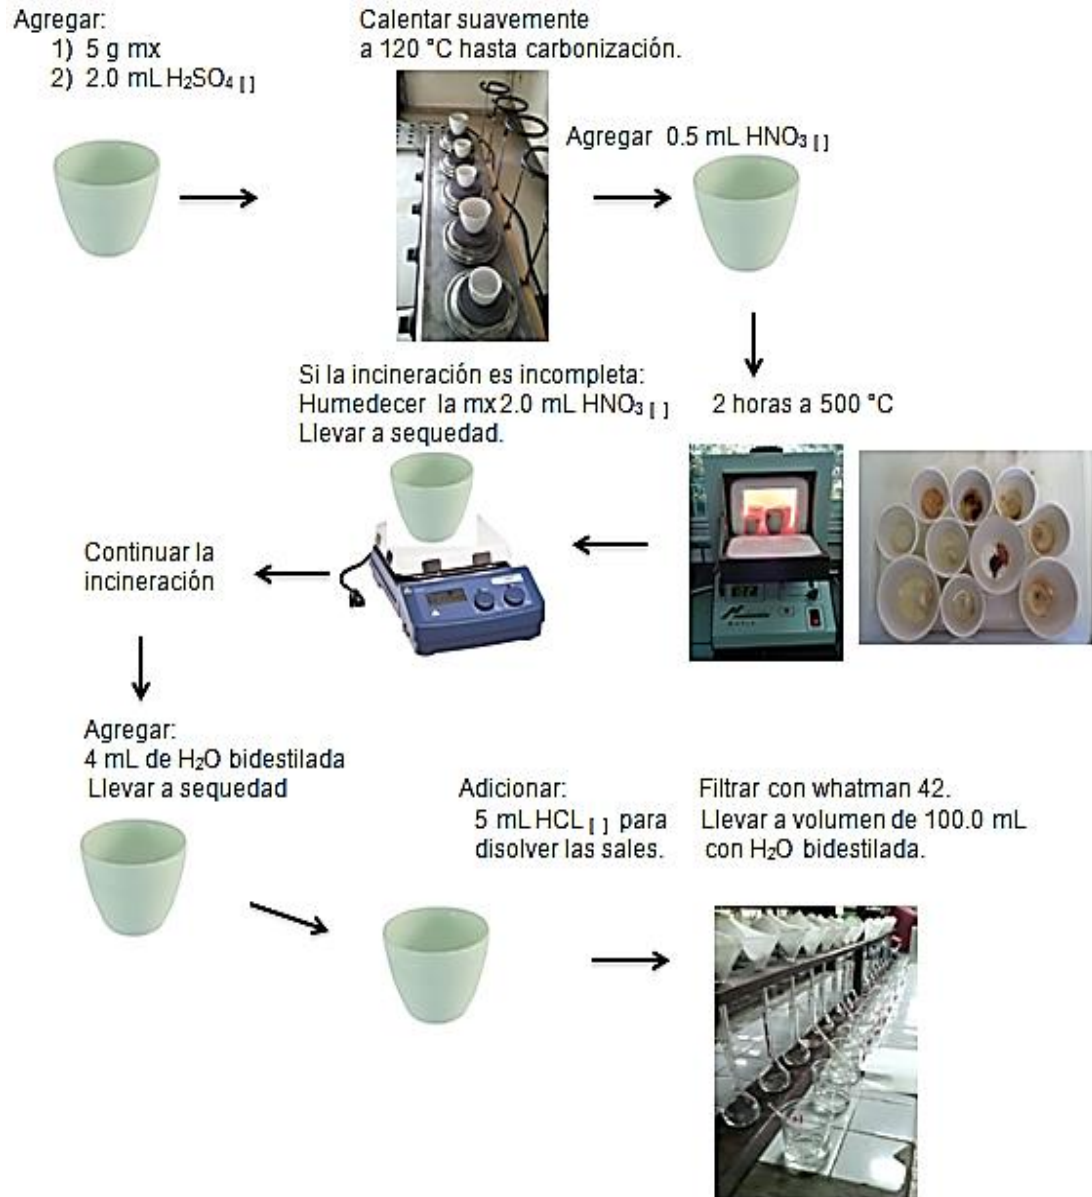 Agregar:
1) 5 g mx
2) 2.0 mL H₂SO₄ [ ]
Calentar suavemente
a 120 °C hasta carbonización.
Agregar 0.5 mL HNO₃ [ ]
2 horas a 500 °C
Si la incineración es incompleta:
Humedecer la mx 2.0 mL HNO₃ [ ]
Llevar a sequedad.
Continuar la
incineración
Agregar:
4 mL de H₂O bidestilada
Llevar a sequedad
Adicionar:
5 mL HCL [ ] para
disolver las sales.
Filtrar con whatman 42.
Llevar a volumen de 100.0 mL
con H₂O bidestilada.